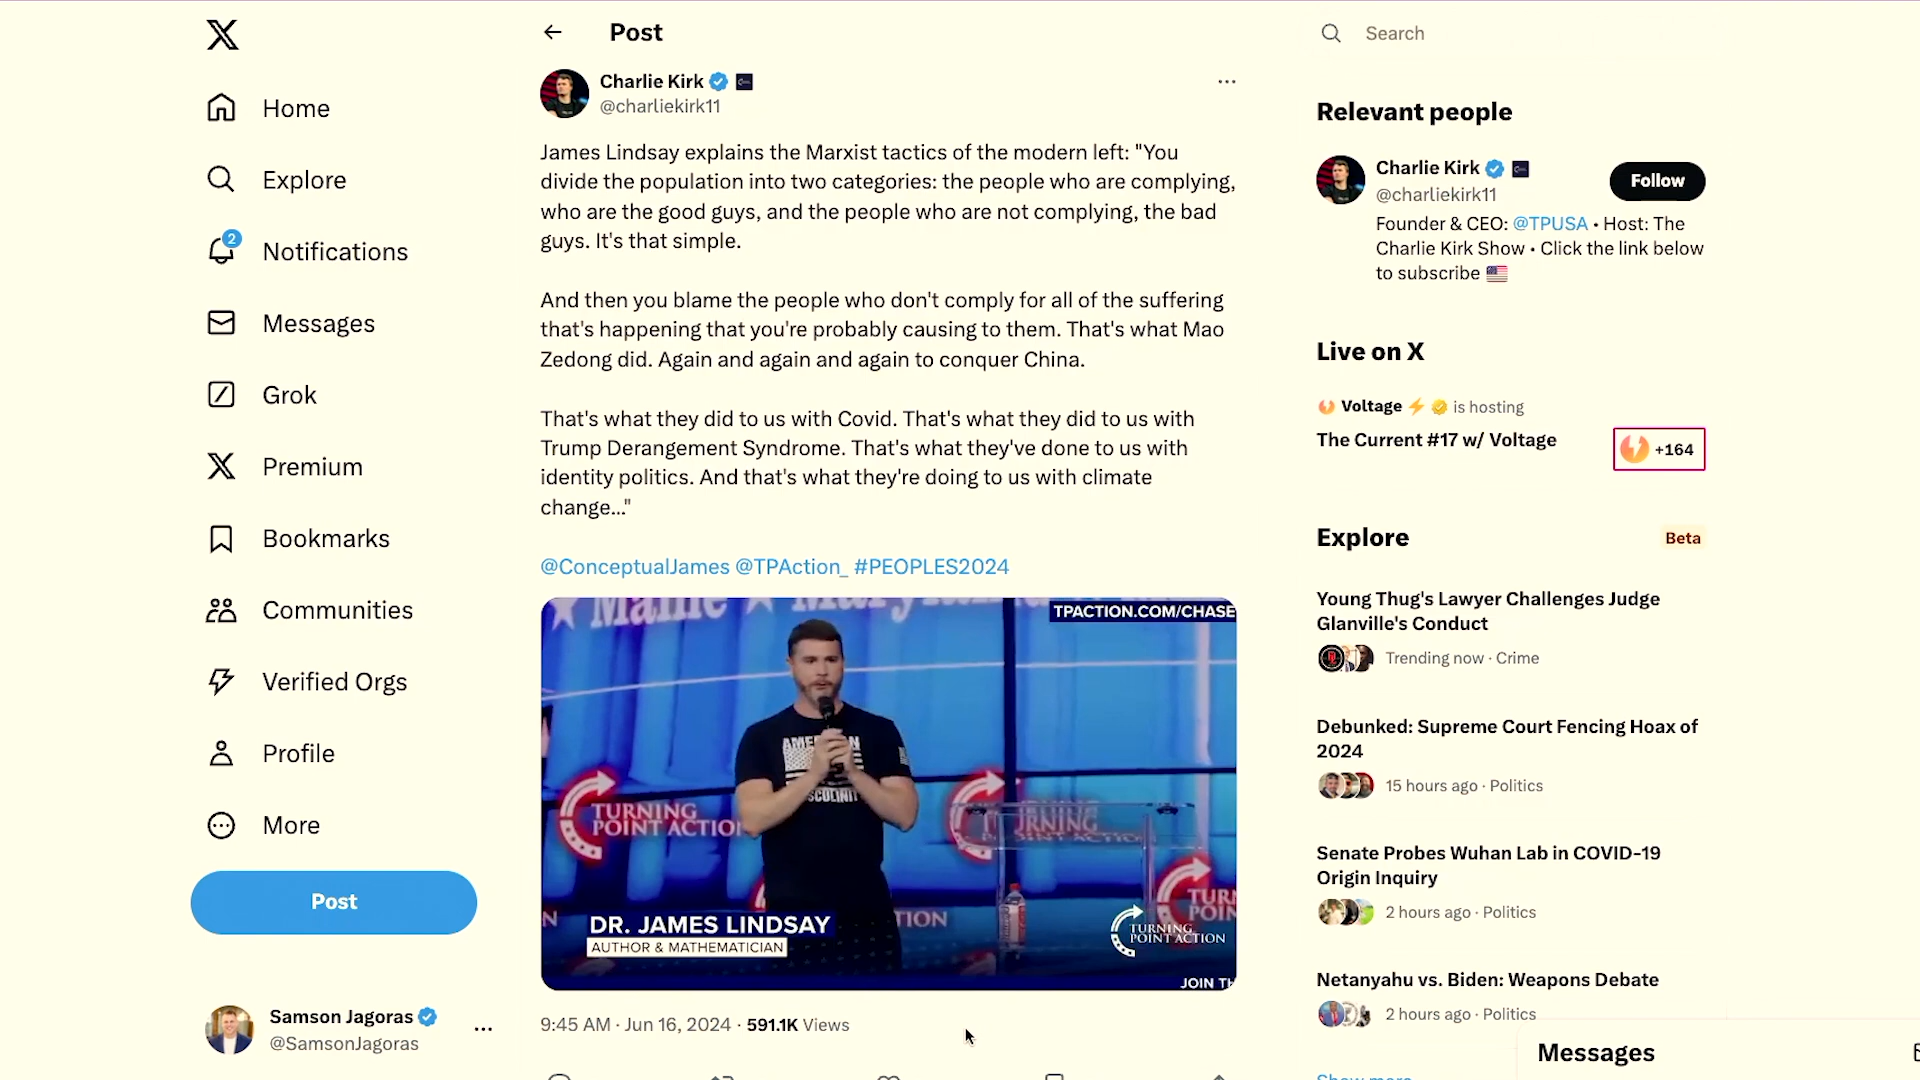 Home
Explore
2
Notifications
Messages
Grok
Premium
Bookmarks
Communities
Verified Orgs
Profile
More
Post
Samson Jagoras
@SamsonJagoras
Post
Charlie Kirk
@charliekirk11
James Lindsay explains the Marxist tactics of the modern left: "You
divide the population into two categories: the people who are complying,
who are the good guys, and the people who are not complying, the bad
guys. It's that simple.
And then you blame the people who don't comply for all of the suffering
that's happening that you're probably causing to them. That's what Mao
Zedong did. Again and again and again to conquer China.
That's what they did to us with Covid. That's what they did to us with
Trump Derangement Syndrome. That's what they've done to us with
identity politics. And that's what they're doing to us with climate
change..."
@ConceptualJames @TPAction_ #PEOPLES2024
Maine Maryland
TPACTION.COM/CHASE
AMERICAN
TURNING
POINT ACTION
TURNING
POINT ACTION
DR. JAMES LINDSAY
AUTHOR & MATHEMATICIAN
TURNING
POINT ACTION
JOIN TH
9:45 AM · Jun 16, 2024 · 591.1K Views
Search
Relevant people
Charlie Kirk
@charliekirk11
Follow
Founder & CEO: @TPUSA • Host: The
Charlie Kirk Show • Click the link below
to subscribe
Live on X
Voltage is hosting
The Current #17 w/ Voltage
+164
Explore
Beta
Young Thug's Lawyer Challenges Judge
Glanville's Conduct
Trending now · Crime
Debunked: Supreme Court Fencing Hoax of
2024
15 hours ago · Politics
Senate Probes Wuhan Lab in COVID-19
Origin Inquiry
2 hours ago · Politics
Netanyahu vs. Biden: Weapons Debate
2 hours ago · Politics
Show more
Messages